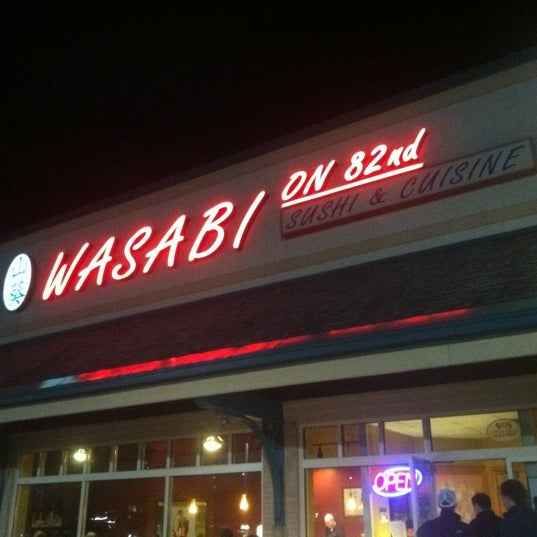 WASABI
ON 82nd
SUSHI & CUISINE
OPEN